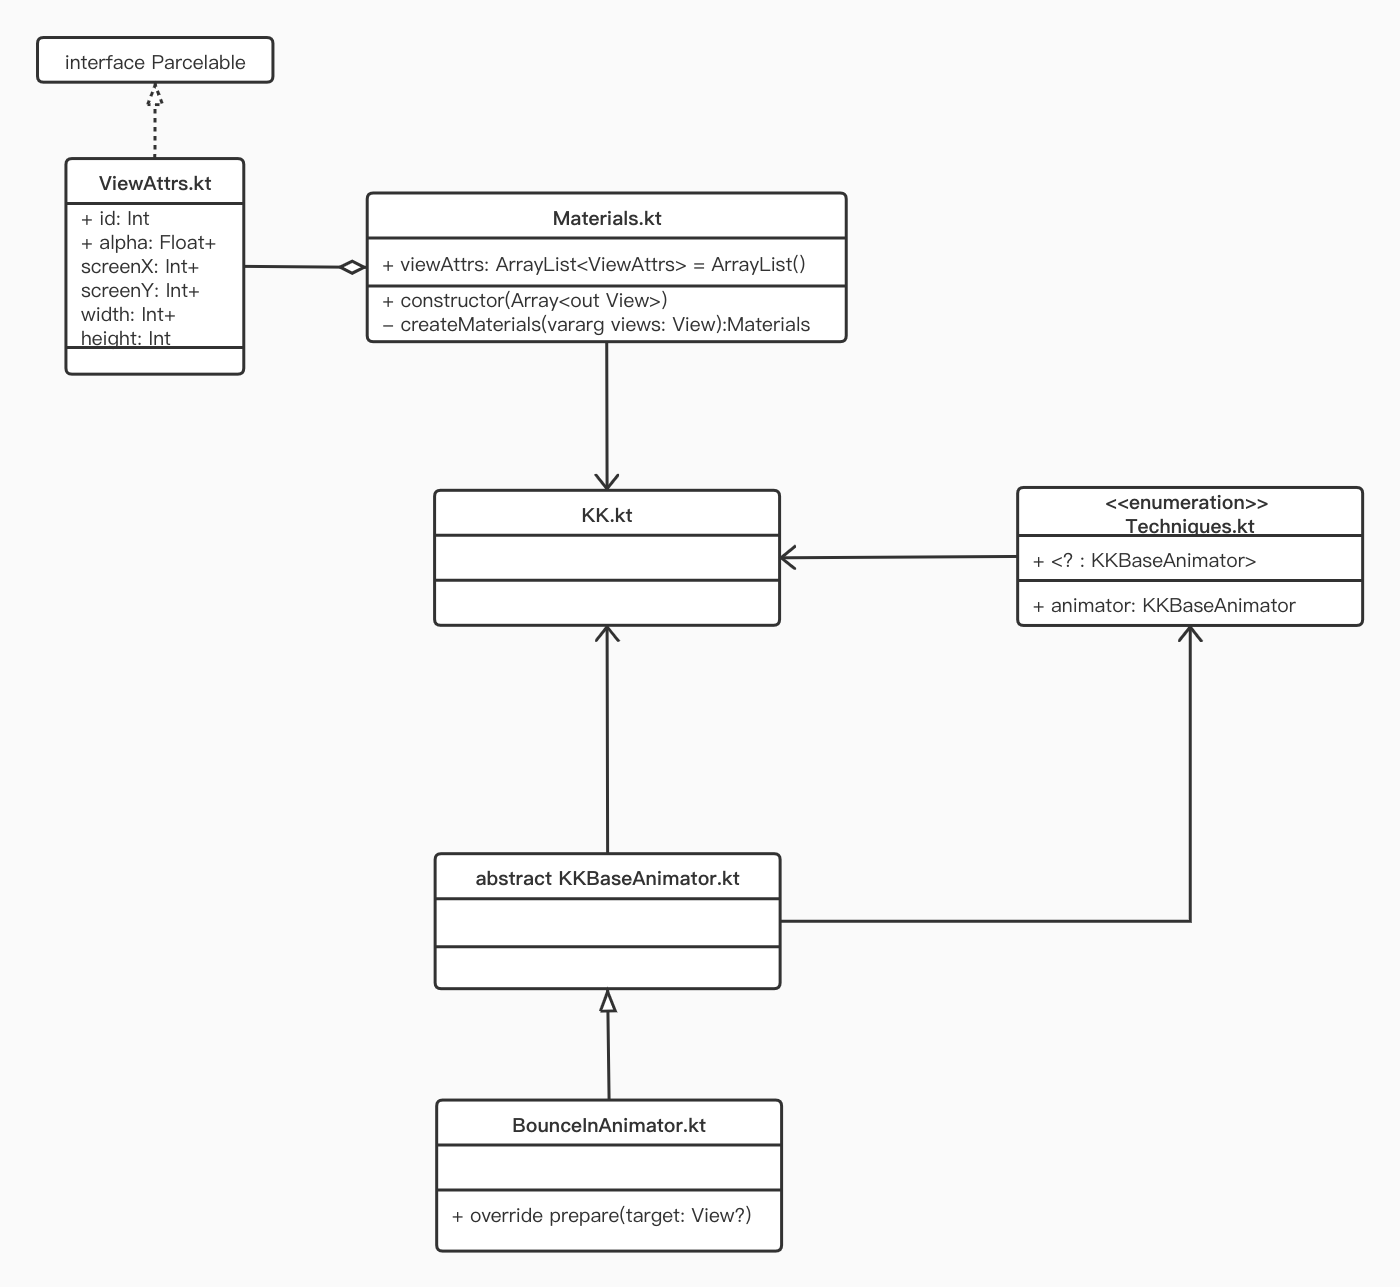 interface Parcelable
ViewAttrs.kt
+ id: Int
+ alpha: Float+
screenX: Int+
screenY: Int+
width: Int+
height: Int
Materials.kt
+ viewAttrs: ArrayList<ViewAttrs> = ArrayList()
+ constructor(Array<out View>)
– createMaterials(vararg views: View):Materials
KK.kt
<<enumeration>>
Techniques.kt
+ <? : KKBaseAnimator>
+ animator: KKBaseAnimator
abstract KKBaseAnimator.kt
BounceInAnimator.kt
+ override prepare(target: View?)